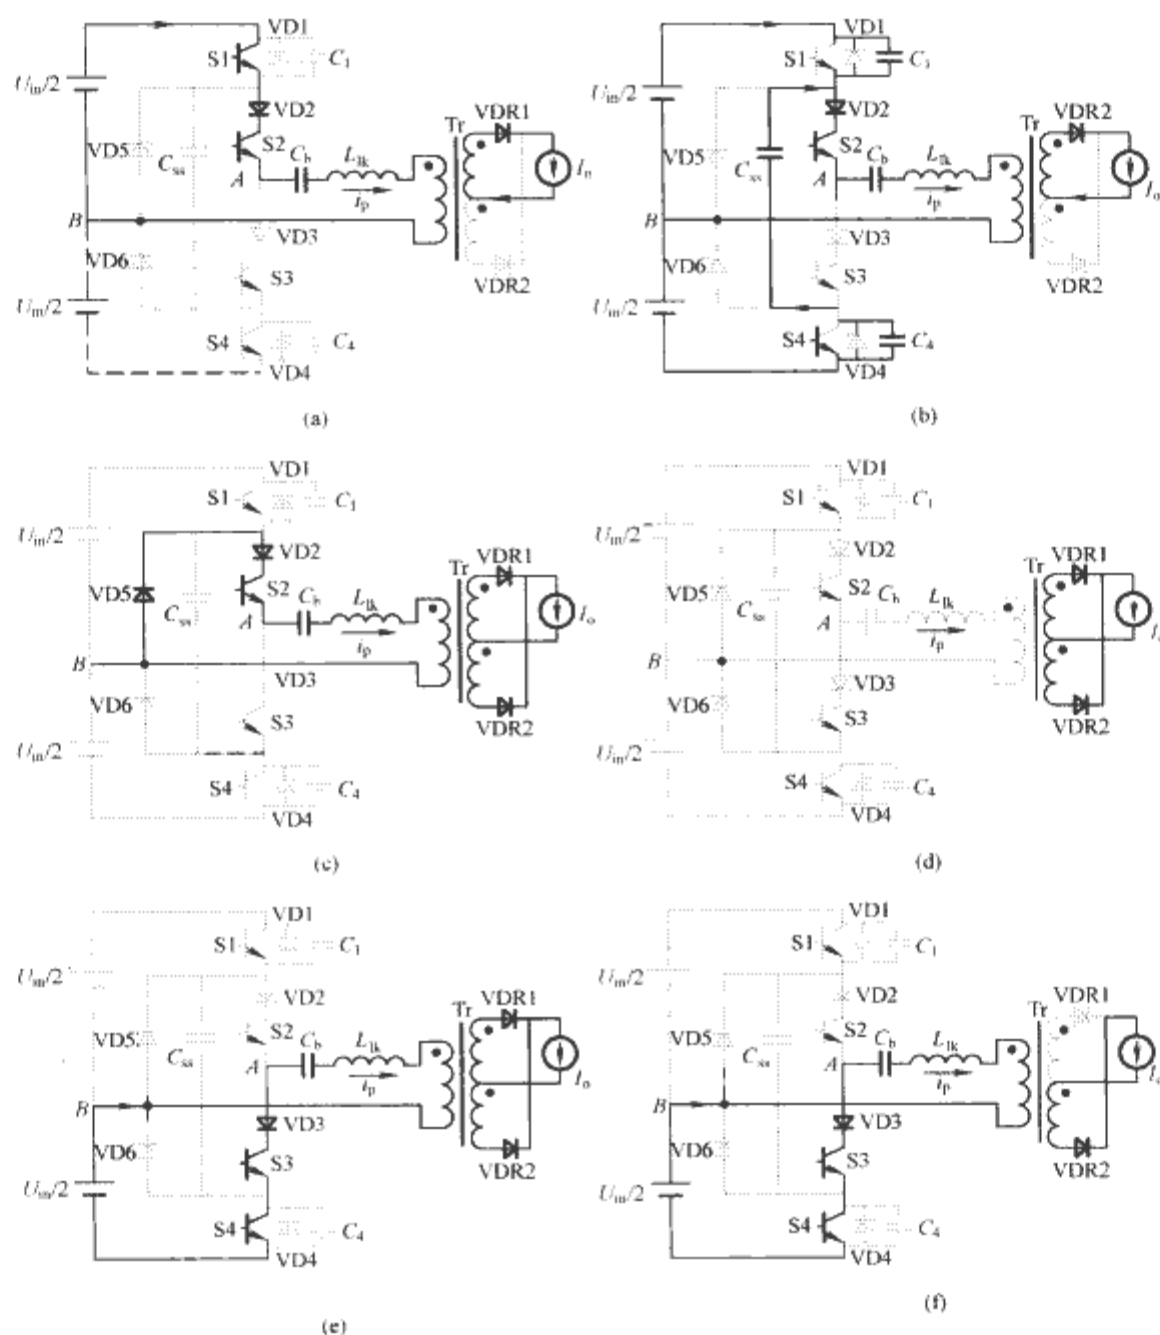 VD1
S1
C1
Uin/2
VD2
VDR1
Tr
S2
VD5
Css
Cb
Llk
A
ip
Io
B
VD3
VD6
S3
VDR2
Uin/2
S4
C4
VD4
(a)
VD1
S1
C1
Uin/2
VD2
VDR2
Tr
S2
VD5
Css
Cb
Llk
A
ip
Io
B
VD3
VD6
S3
VDR2
Uin/2
S4
C4
VD4
(b)
VD1
S1
C1
Uin/2
VD2
VDR1
Tr
VD5
S2
Css
Cb
Llk
A
ip
Io
B
VD3
VD6
S3
VDR2
Uin/2
S4
C4
VD4
(c)
VD1
S1
C1
Uin/2
VD2
VDR1
Tr
VD5
S2
Css
Cb
Llk
A
ip
B
VD3
VD6
S3
VDR2
Uin/2
S4
C4
VD4
(d)
VD1
S1
C1
Uin/2
VD2
VDR1
Tr
VD5
S2
Css
Cb
Llk
A
ip
Io
B
VD3
VD6
S3
VDR2
Uin/2
S4
C4
VD4
(e)
VD1
S1
C1
Uin/2
VD2
VDR1
Tr
VD5
S2
Css
Cb
Llk
A
ip
B
VD3
VD6
S3
VDR2
Uin/2
S4
C4
VD4
(f)